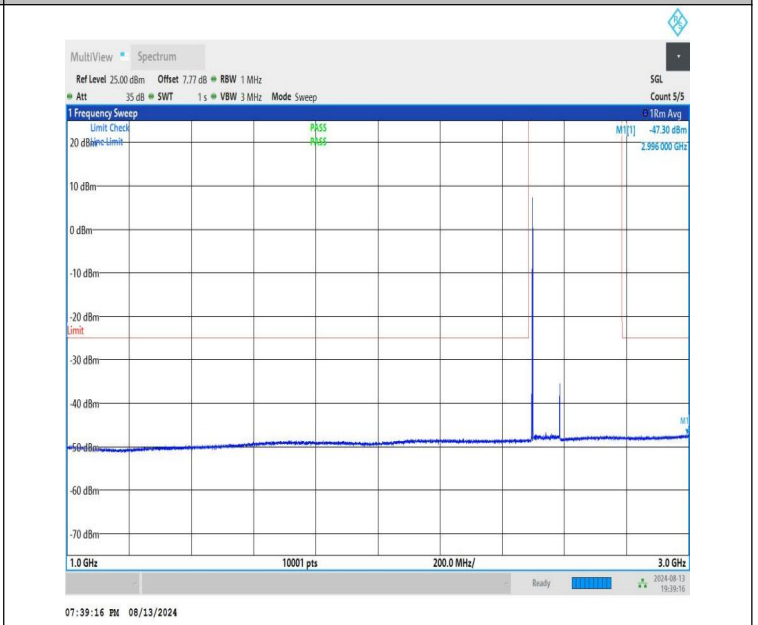 R S
MultiView Spectrum
Ref Level 25.00 dBm Offset 7.77 dB RBW 1 MHz SGL
Att 35 dB SWT 1 s VBW 3 MHz Mode Sweep Count 5/5
1 Frequency Sweep 1Rm Avg
Limit Check PASS M1[1] -47.30 dBm
20 dBm Line Limit PASS 2.996 000 GHz
10 dBm
0 dBm
-10 dBm
-20 dBm
Limit
-30 dBm
-40 dBm
M1
-50 dBm
-60 dBm
-70 dBm
1.0 GHz 10001 pts 200.0 MHz/ 3.0 GHz
Ready 2024-08-13
19:39:16
07:39:16 PM 08/13/2024